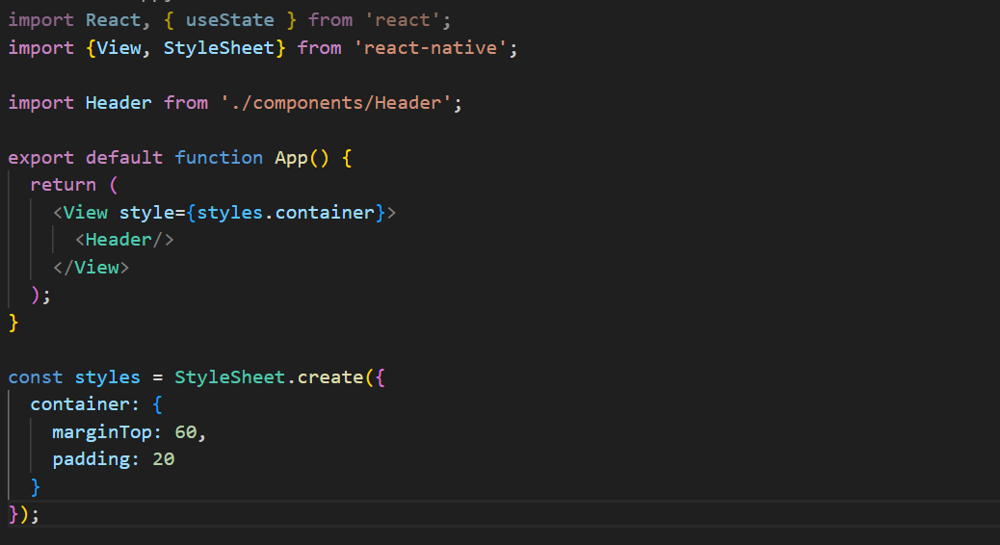 import React, { useState } from 'react';
import {View, StyleSheet} from 'react-native';
import Header from './components/Header';
export default function App() {
return (
<View style={styles.container}>
<Header/>
</View>
);
}
const styles = StyleSheet.create({
container: {
marginTop: 60,
padding: 20
}
});